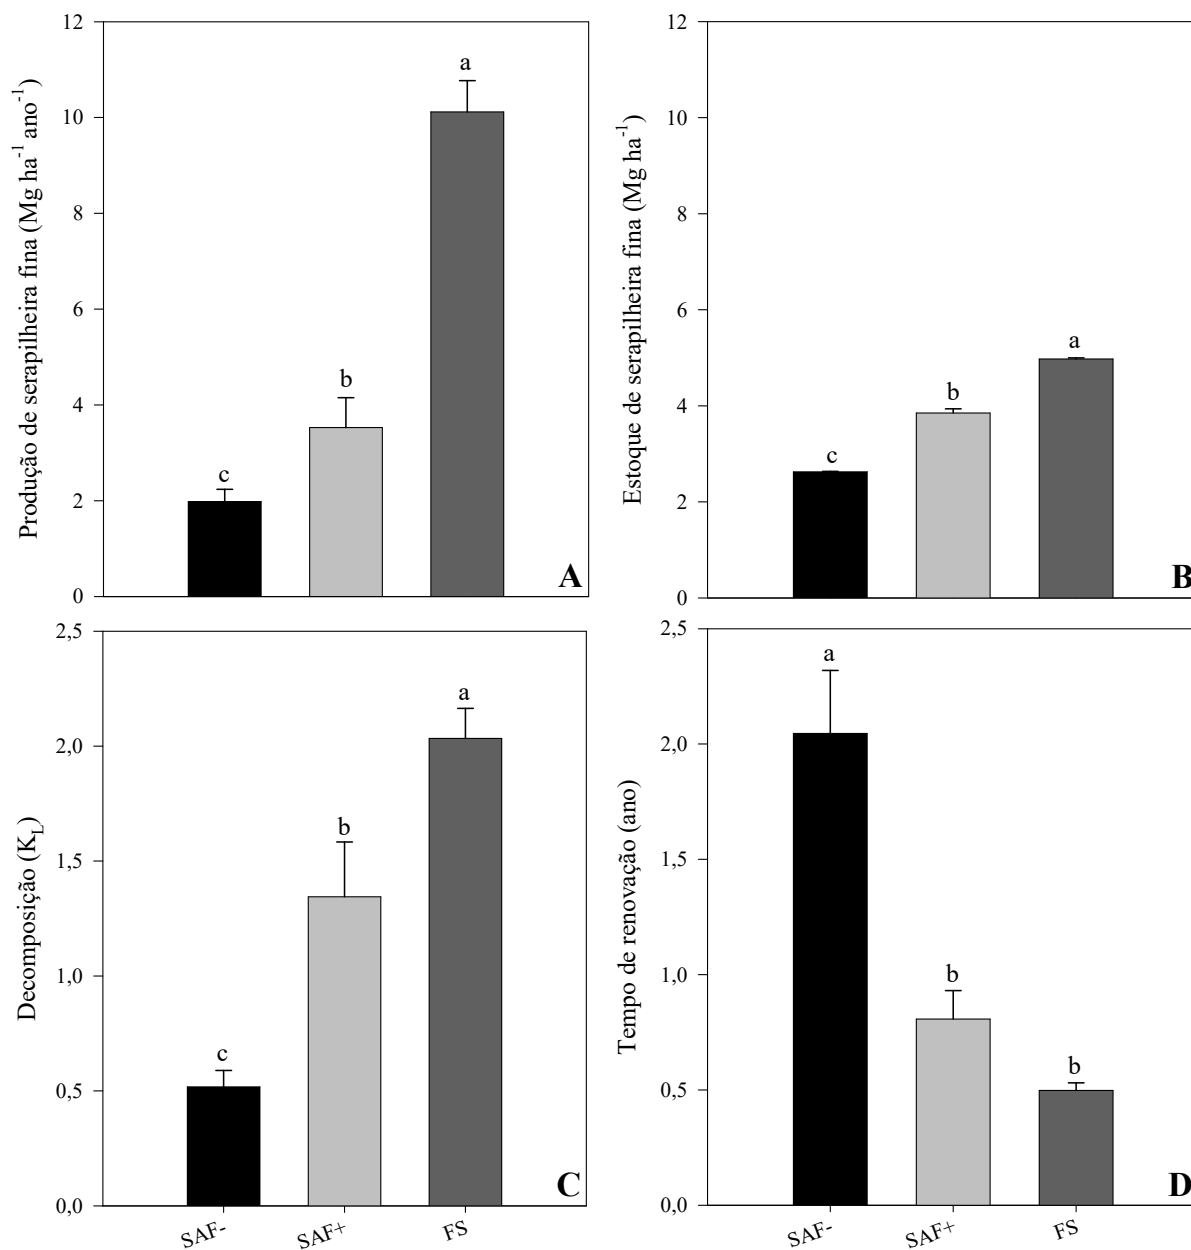 Produção de serapilheira fina (Mg ha-1 ano-1)
12
10
8
6
4
2
0
c
b
a
A
Estoque de serapilheira fina (Mg ha-1)
12
10
8
6
4
2
0
c
b
a
B
Decomposição (KL)
2,5
2,0
1,5
1,0
0,5
0,0
c
b
a
C
SAF-
SAF+
FS
Tempo de renovação (ano)
2,5
2,0
1,5
1,0
0,5
0,0
a
b
b
D
SAF-
SAF+
FS